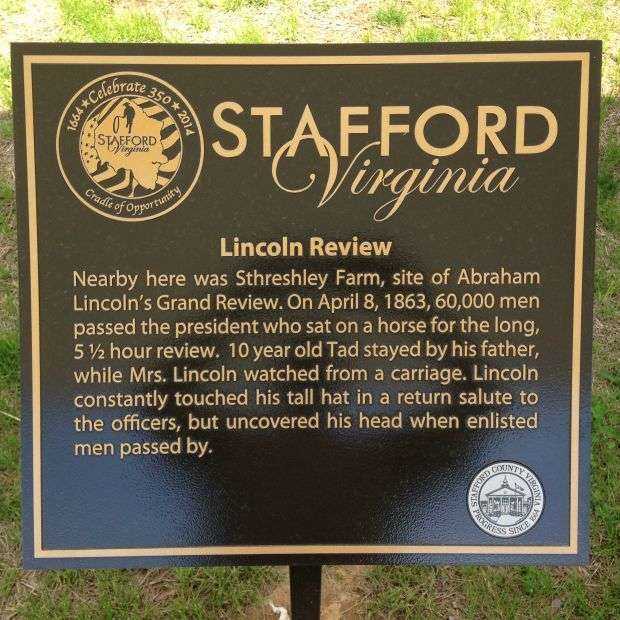 1664 ★ Celebrate 350 ★ 2014
STAFFORD
Virginia
Cradle of Opportunity
STAFFORD
Virginia
Lincoln Review
Nearby here was Sthreshley Farm, site of Abraham
Lincoln's Grand Review. On April 8, 1863, 60,000 men
passed the president who sat on a horse for the long,
5 ½ hour review. 10 year old Tad stayed by his father,
while Mrs. Lincoln watched from a carriage. Lincoln
constantly touched his tall hat in a return salute to
the officers, but uncovered his head when enlisted
men passed by.
STAFFORD COUNTY VIRGINIA
PROGRESS SINCE 1664